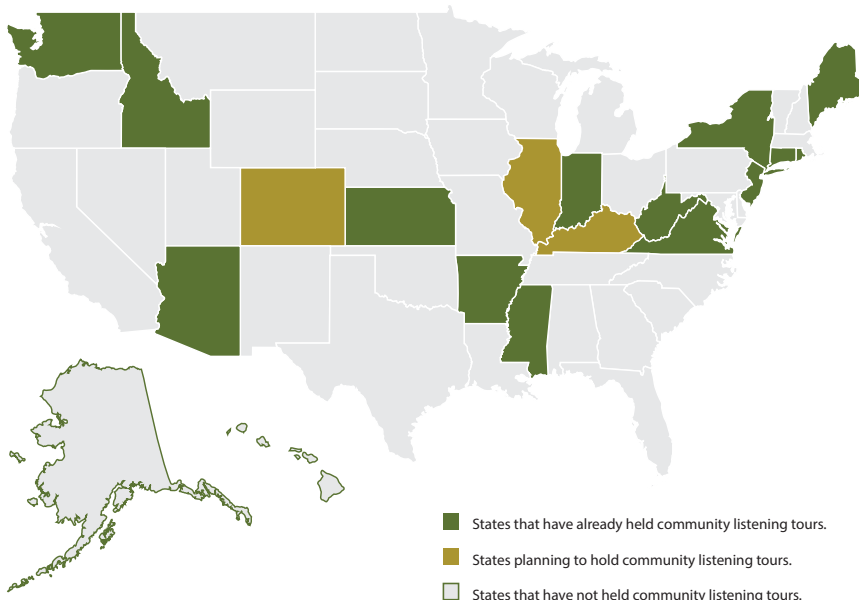 States that have already held community listening tours.
States planning to hold community listening tours.
States that have not held community listening tours.